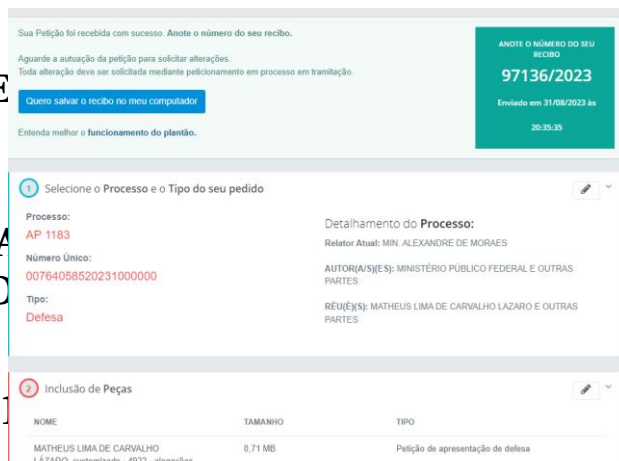 Sua Petição foi recebida com sucesso. Anote o número do seu recibo.
Aguarde a autuação da petição para solicitar alterações.
Toda alteração deve ser solicitada mediante peticionamento em processo em tramitação.
Quero salvar o recibo no meu computador
Entenda melhor o funcionamento do plantão.
ANOTE O NÚMERO DO SEU
RECIBO
97136/2023
Enviado em 31/08/2023 às
20:35:35
1 Selecione o Processo e o Tipo do seu pedido
Processo:
AP 1183
Número Único:
00764058520231000000
Tipo:
Defesa
Detalhamento do Processo:
Relator Atual: MIN. ALEXANDRE DE MORAES
AUTOR(A/S)(ES): MINISTÉRIO PÚBLICO FEDERAL E OUTRAS
PARTES
RÉU(É)(S): MATHEUS LIMA DE CARVALHO LAZARO E OUTRAS
PARTES
2 Inclusão de Peças
NOME TAMANHO TIPO
MATHEUS LIMA DE CARVALHO 0,71 MB Petição de apresentação de defesa